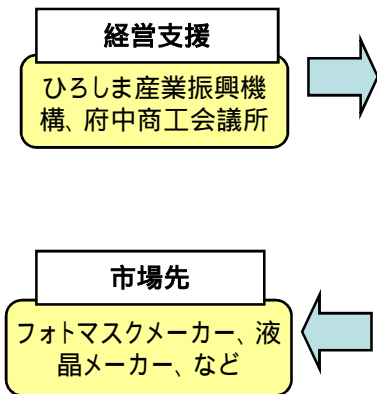 経営支援
ひろしま産業振興機
構、府中商工会議所
市場先
フォトマスクメーカー、液
晶メーカー、など